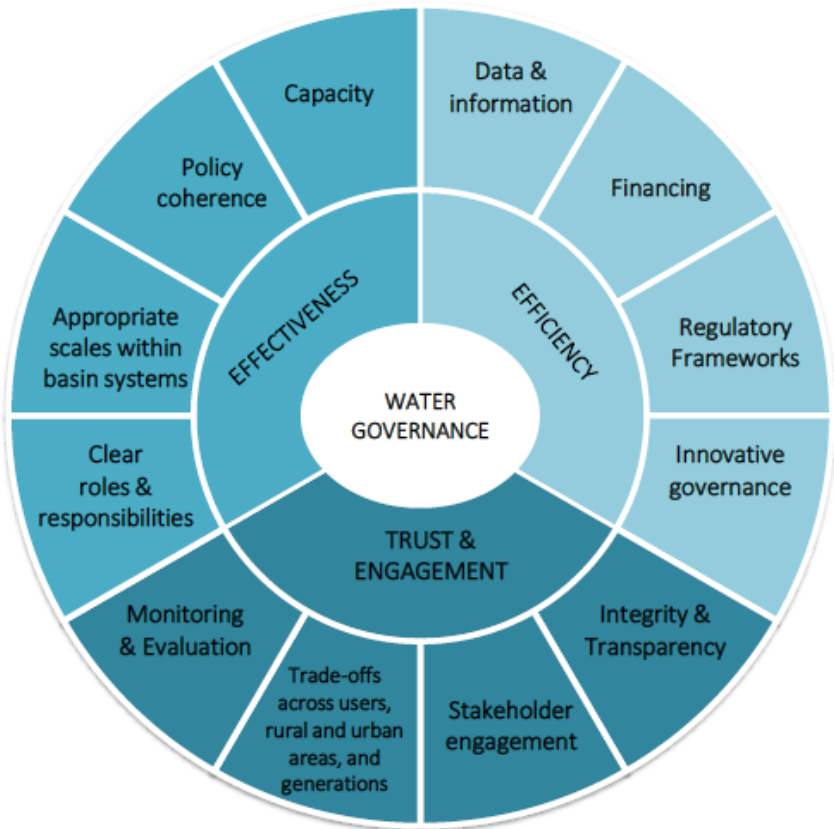 Capacity
Data &
information
Policy
coherence
Financing
Appropriate
scales within
basin systems
EFFECTIVENESS
EFFICIENCY
Regulatory
Frameworks
WATER
GOVERNANCE
Clear
roles &
responsibilities
Innovative
governance
TRUST &
ENGAGEMENT
Monitoring
& Evaluation
Integrity &
Transparency
Trade-offs
across users,
rural and urban
areas, and
generations
Stakeholder
engagement